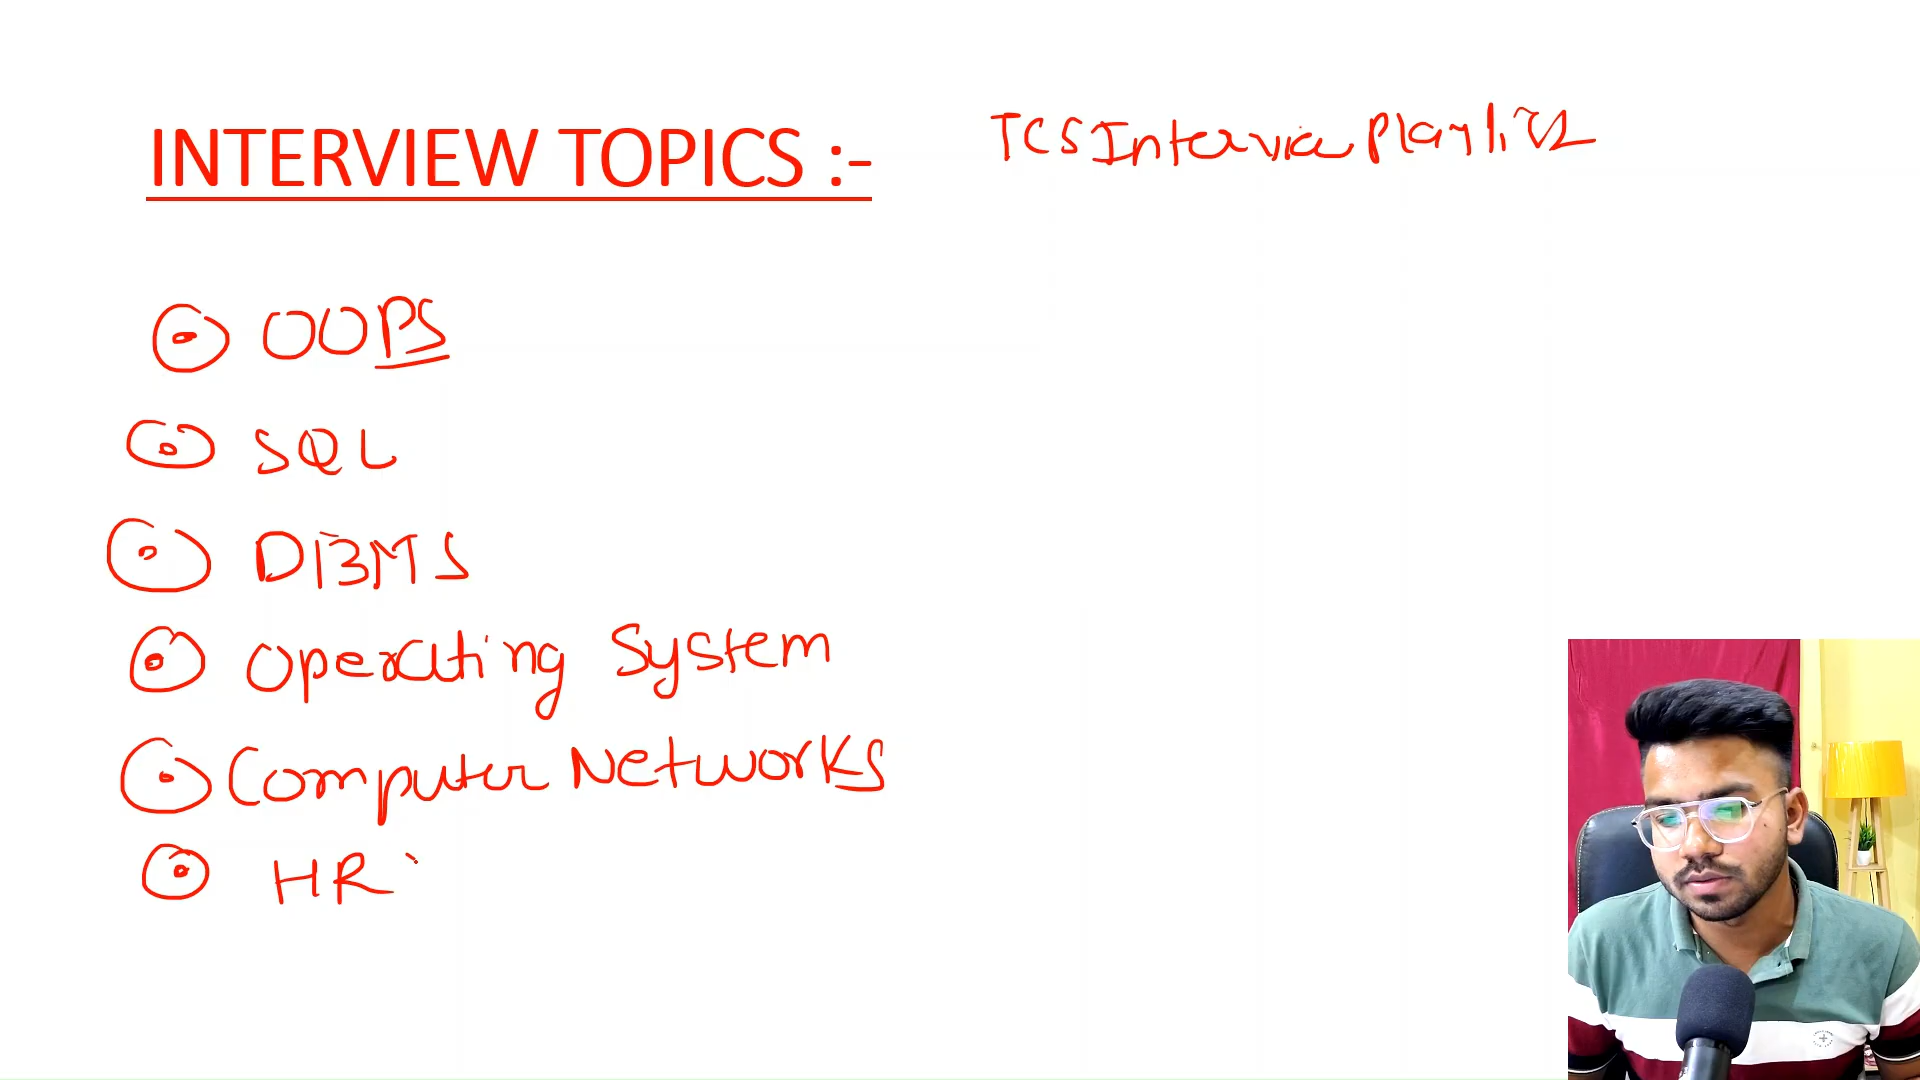 INTERVIEW TOPICS :-
TCS Interview Playlist
OOPS
SQL
DBMS
Operating System
Computer Networks
HR